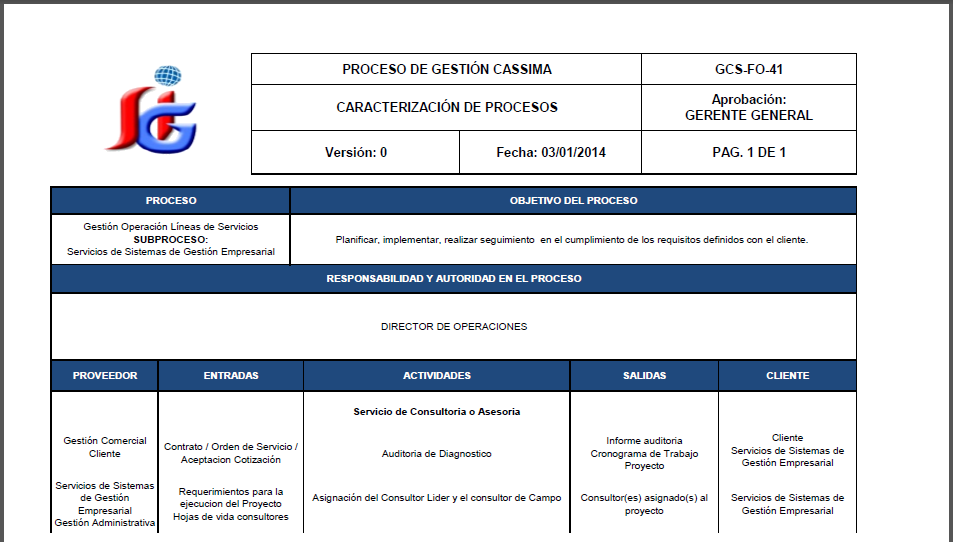 PROCESO DE GESTIÓN CASSIMA
GCS-FO-41
CARACTERIZACIÓN DE PROCESOS
Aprobación:
GERENTE GENERAL
Versión: 0
Fecha: 03/01/2014
PAG. 1 DE 1
PROCESO
OBJETIVO DEL PROCESO
Gestión Operación Líneas de Servicios
SUBPROCESO:
Servicios de Sistemas de Gestión Empresarial
Planificar, implementar, realizar seguimiento en el cumplimiento de los requisitos definidos con el cliente.
RESPONSABILIDAD Y AUTORIDAD EN EL PROCESO
DIRECTOR DE OPERACIONES
PROVEEDOR
ENTRADAS
ACTIVIDADES
SALIDAS
CLIENTE
Servicio de Consultoria o Asesoria
Gestión Comercial
Cliente
Contrato / Orden de Servicio /
Aceptacion Cotización
Auditoria de Diagnostico
Informe auditoria
Cronograma de Trabajo
Proyecto
Cliente
Servicios de Sistemas de
Gestión Empresarial
Servicios de Sistemas
de Gestión
Empresarial
Gestión Administrativa
Requerimientos para la
ejecucion del Proyecto
Hojas de vida consultores
Asignación del Consultor Lider y el consultor de Campo
Consultor(es) asignado(s) al
proyecto
Servicios de Sistemas de
Gestión Empresarial